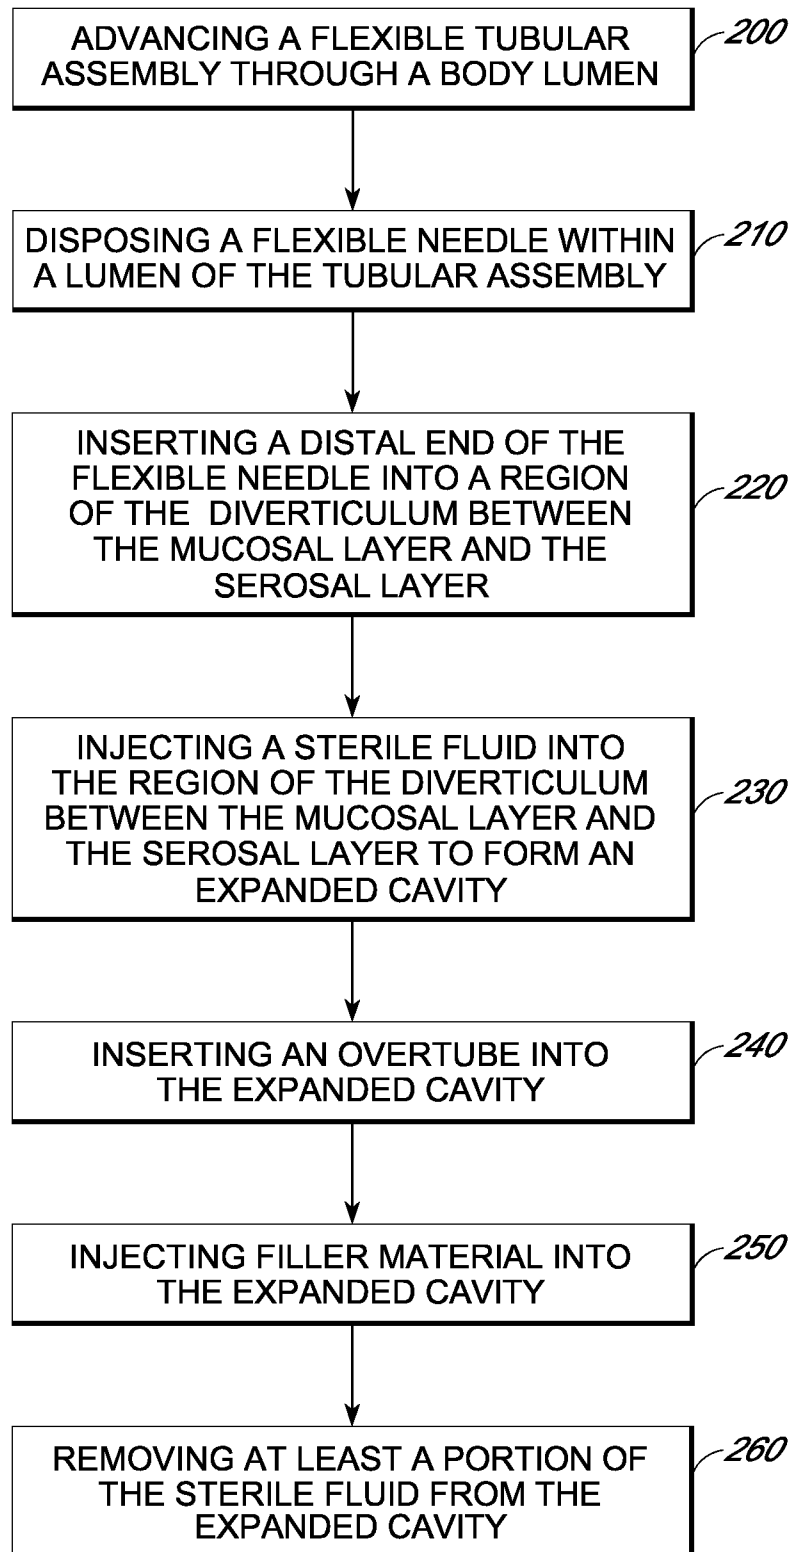 ADVANCING A FLEXIBLE TUBULAR
ASSEMBLY THROUGH A BODY LUMEN
200
DISPOSING A FLEXIBLE NEEDLE WITHIN
A LUMEN OF THE TUBULAR ASSEMBLY
210
INSERTING A DISTAL END OF THE
FLEXIBLE NEEDLE INTO A REGION
OF THE DIVERTICULUM BETWEEN
THE MUCOSAL LAYER AND THE
SEROSAL LAYER
220
INJECTING A STERILE FLUID INTO
THE REGION OF THE DIVERTICULUM
BETWEEN THE MUCOSAL LAYER AND
THE SEROSAL LAYER TO FORM AN
EXPANDED CAVITY
230
INSERTING AN OVERTUBE INTO
THE EXPANDED CAVITY
240
INJECTING FILLER MATERIAL INTO
THE EXPANDED CAVITY
250
REMOVING AT LEAST A PORTION OF
THE STERILE FLUID FROM THE
EXPANDED CAVITY
260